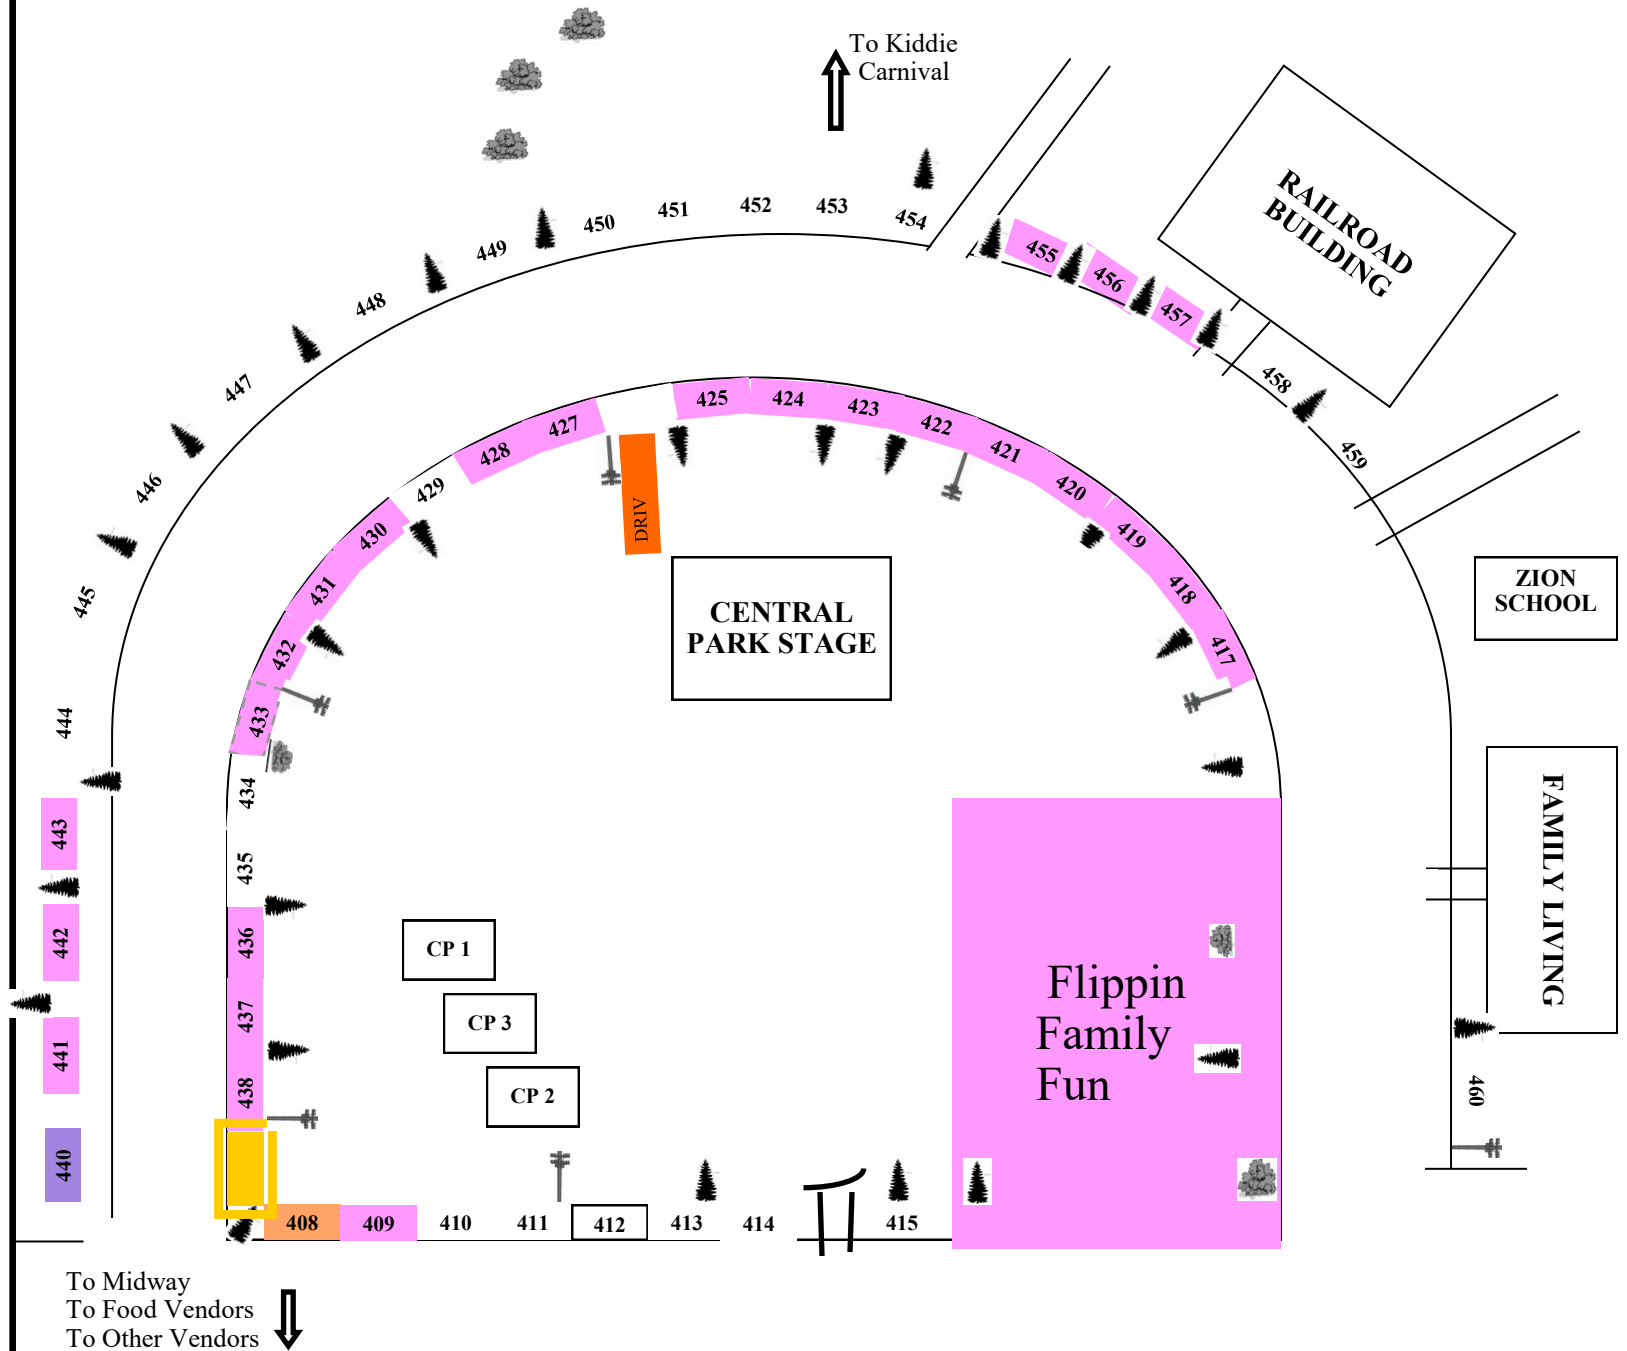 To Kiddie
Carnival
RAILROAD
BUILDING
449
450
451
452
453
454
455
456
457
458
459
448
447
446
445
444
443
442
441
440
425
424
423
422
421
420
419
418
417
427
428
429
430
431
432
433
434
435
436
437
438
DRIV
CENTRAL
PARK STAGE
ZION
SCHOOL
FAMILY LIVING
460
CP 1
CP 3
CP 2
Flippin
Family
Fun
408
409
410
411
412
413
414
415
To Midway
To Food Vendors
To Other Vendors